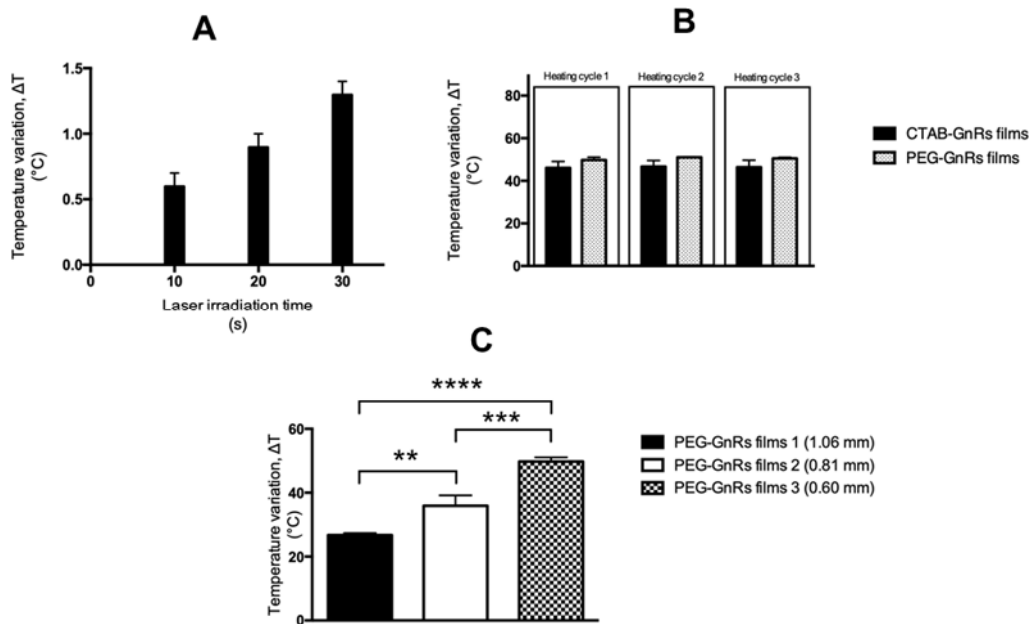 A
Temperature variation, ΔT
(°C)
1.5
1.0
0.5
0.0
0
10
20
30
Laser irradiation time
(s)
B
Temperature variation, ΔT
(°C)
80
60
40
20
0
Heating cycle 1
Heating cycle 2
Heating cycle 3
CTAB-GnRs films
PEG-GnRs films
C
Temperature variation, ΔT
(°C)
60
40
20
0
****
***
**
PEG-GnRs films 1 (1.06 mm)
PEG-GnRs films 2 (0.81 mm)
PEG-GnRs films 3 (0.60 mm)